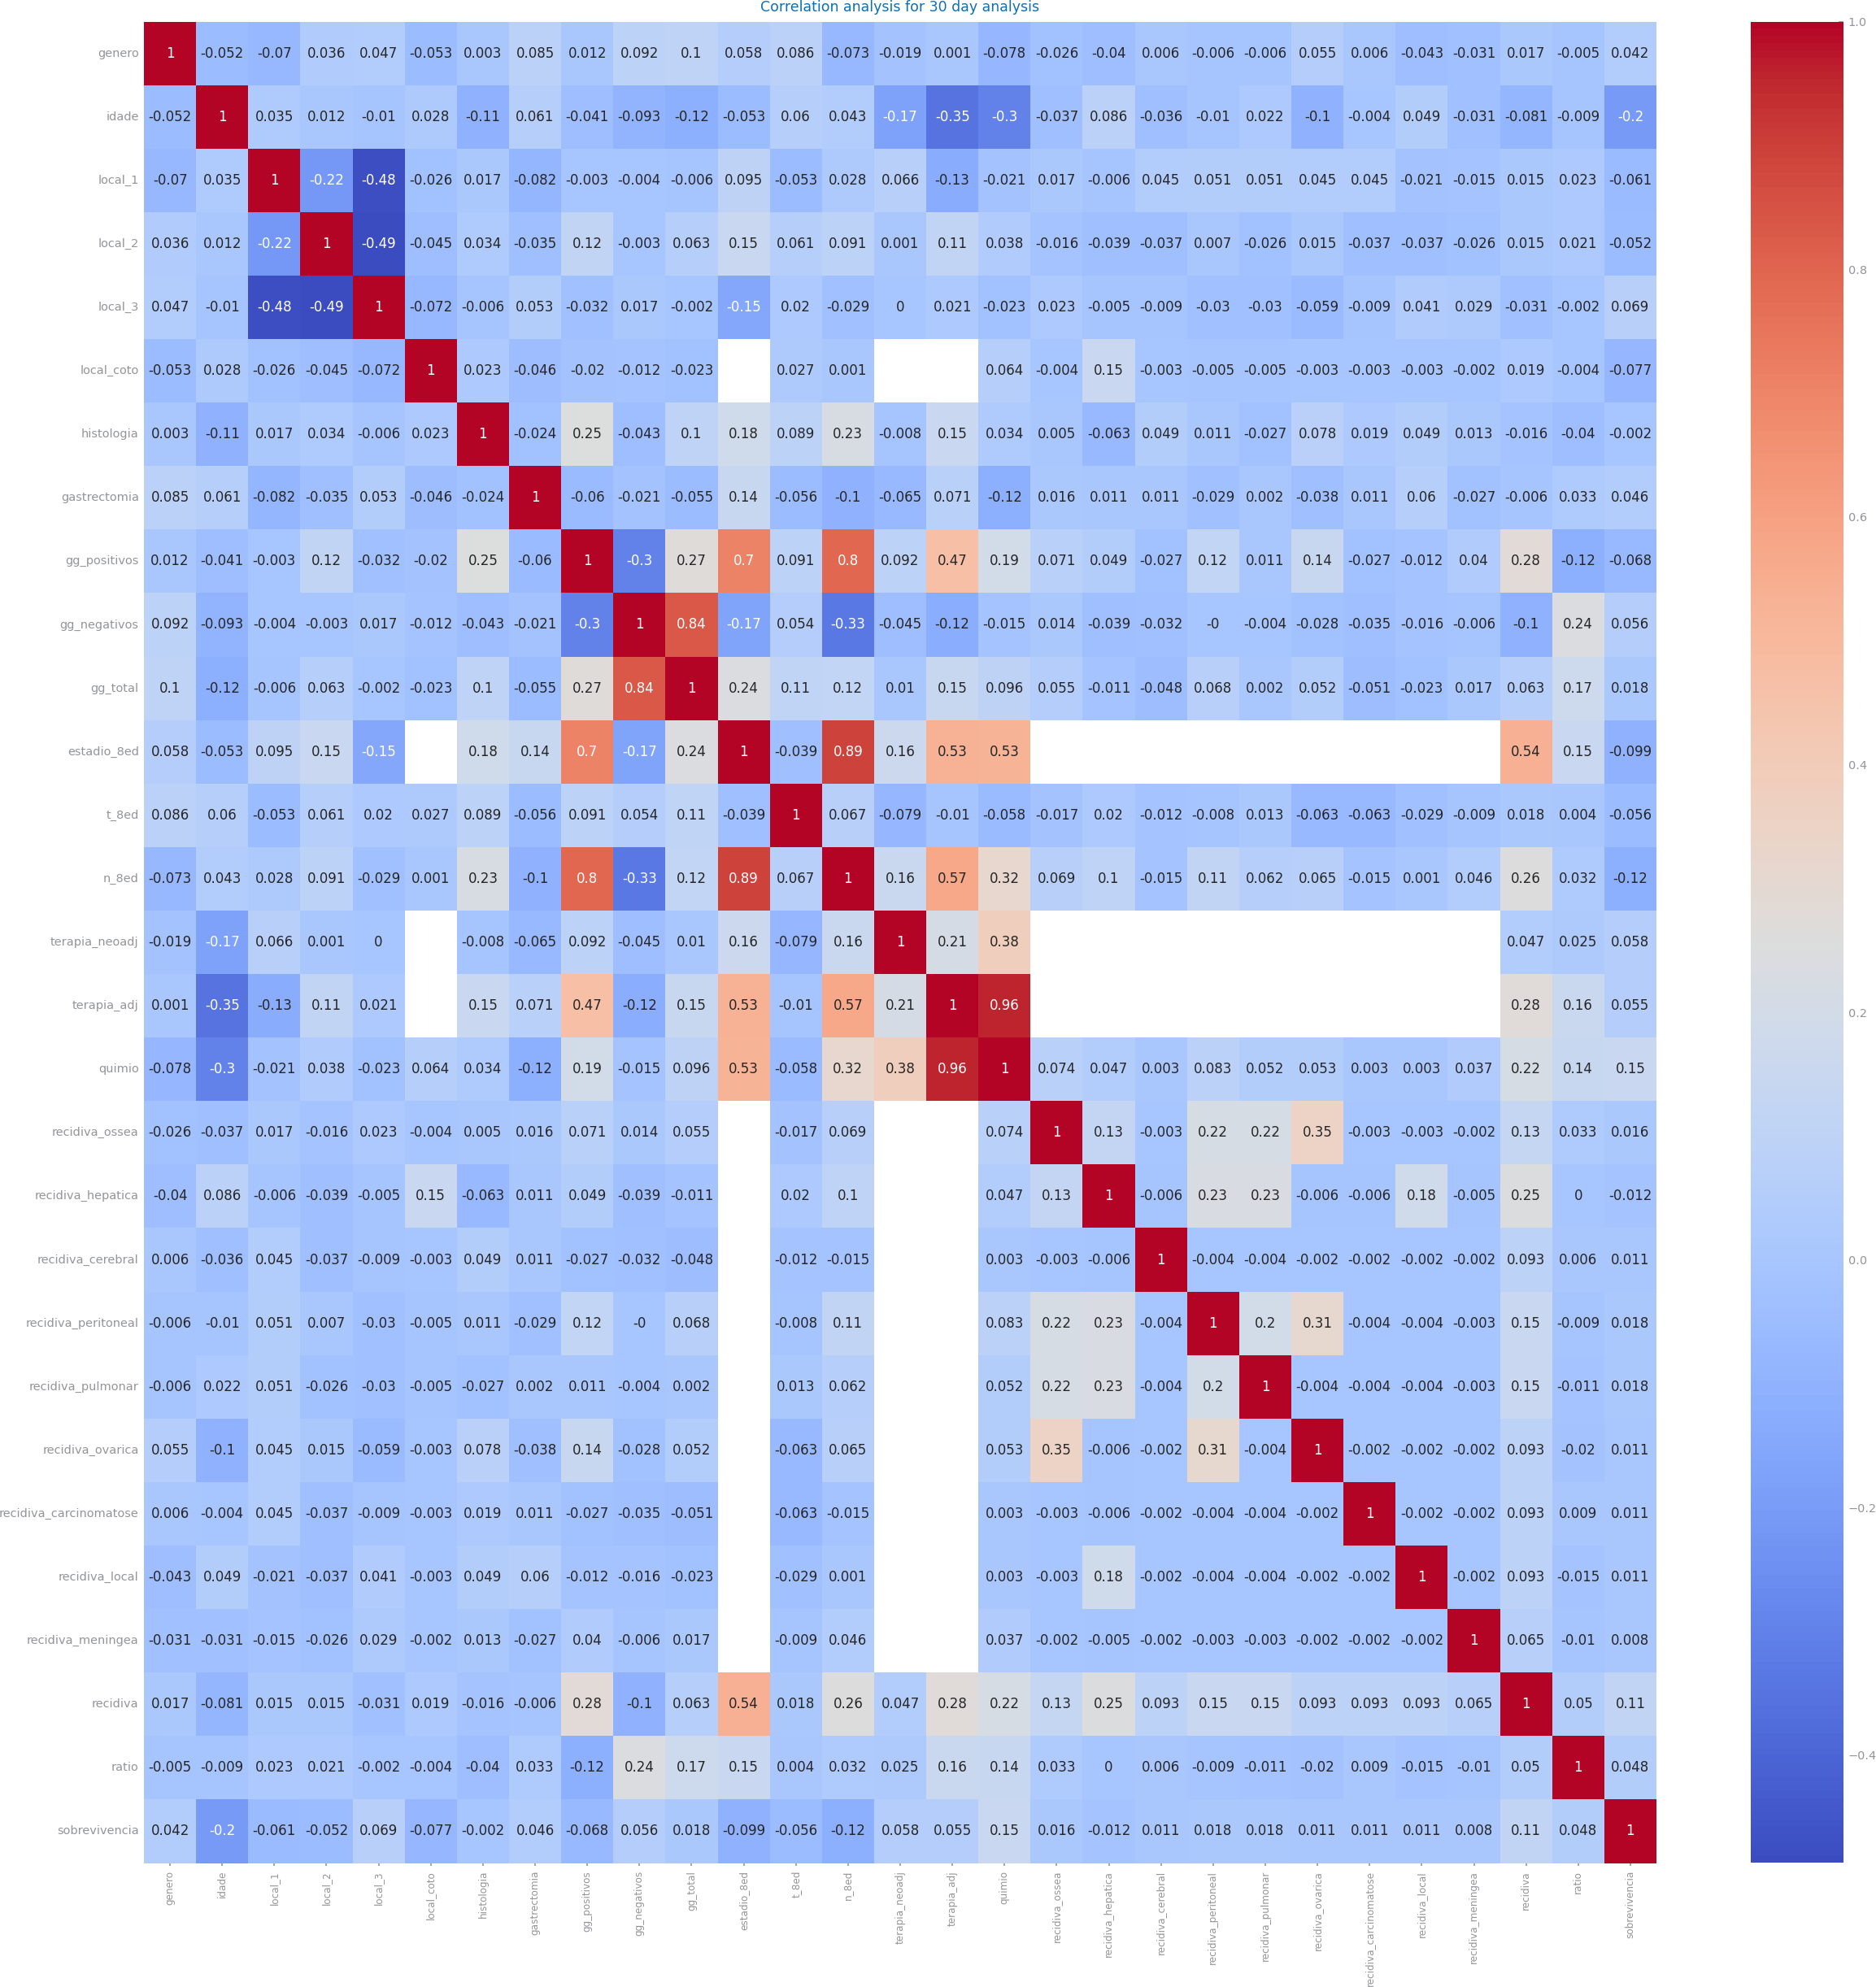 Correlation analysis for 30 day analysis
genero 1 -0.052 -0.07 0.036 0.047 -0.053 0.003 0.085 0.012 0.092 0.1 0.058 0.086 -0.073 -0.019 0.001 -0.078 -0.026 -0.04 0.006 -0.006 -0.006 0.055 0.006 -0.043 -0.031 0.017 -0.005 0.042
idade -0.052 1 0.035 0.012 -0.01 0.028 -0.11 0.061 -0.041 -0.093 -0.12 -0.053 0.06 0.043 -0.17 -0.35 -0.3 -0.037 0.086 -0.036 -0.01 0.022 -0.1 -0.004 0.049 -0.031 -0.081 -0.009 -0.2
local_1 -0.07 0.035 1 -0.22 -0.48 -0.026 0.017 -0.082 -0.003 -0.004 -0.006 0.095 -0.053 0.028 0.066 -0.13 -0.021 0.017 -0.006 0.045 0.051 0.051 0.045 0.045 -0.021 -0.015 0.015 0.023 -0.061
local_2 0.036 0.012 -0.22 1 -0.49 -0.045 0.034 -0.035 0.12 -0.003 0.063 0.15 0.061 0.091 0.001 0.11 0.038 -0.016 -0.039 -0.037 0.007 -0.026 0.015 -0.037 -0.037 -0.026 0.015 0.021 -0.052
local_3 0.047 -0.01 -0.48 -0.49 1 -0.072 -0.006 0.053 -0.032 0.017 -0.002 -0.15 0.02 -0.029 0 0.021 -0.023 0.023 -0.005 -0.009 -0.03 -0.03 -0.059 -0.009 0.041 0.029 -0.031 -0.002 0.069
local_coto -0.053 0.028 -0.026 -0.045 -0.072 1 0.023 -0.046 -0.02 -0.012 -0.023 0.027 0.001 0.064 -0.004 0.15 -0.003 -0.005 -0.005 -0.003 -0.003 -0.003 -0.002 0.019 -0.004 -0.077
histologia 0.003 -0.11 0.017 0.034 -0.006 0.023 1 -0.024 0.25 -0.043 0.1 0.18 0.089 0.23 -0.008 0.15 0.034 0.005 -0.063 0.049 0.011 -0.027 0.078 0.019 0.049 0.013 -0.016 -0.04 -0.002
gastrectomia 0.085 0.061 -0.082 -0.035 0.053 -0.046 -0.024 1 -0.06 -0.021 -0.055 0.14 -0.056 -0.1 -0.065 0.071 -0.12 0.016 0.011 0.011 -0.029 0.002 -0.038 0.011 0.06 -0.027 -0.006 0.033 0.046
gg_positivos 0.012 -0.041 -0.003 0.12 -0.032 -0.02 0.25 -0.06 1 -0.3 0.27 0.7 0.091 0.8 0.092 0.47 0.19 0.071 0.049 -0.027 0.12 0.011 0.14 -0.027 -0.012 0.04 0.28 -0.12 -0.068
gg_negativos 0.092 -0.093 -0.004 -0.003 0.017 -0.012 -0.043 -0.021 -0.3 1 0.84 -0.17 0.054 -0.33 -0.045 -0.12 -0.015 0.014 -0.039 -0.032 -0 -0.004 -0.028 -0.035 -0.016 -0.006 -0.1 0.24 0.056
gg_total 0.1 -0.12 -0.006 0.063 -0.002 -0.023 0.1 -0.055 0.27 0.84 1 0.24 0.11 0.12 0.01 0.15 0.096 0.055 -0.011 -0.048 0.068 0.002 0.052 -0.051 -0.023 0.017 0.063 0.17 0.018
estadio_8ed 0.058 -0.053 0.095 0.15 -0.15 0.18 0.14 0.7 -0.17 0.24 1 -0.039 0.89 0.16 0.53 0.53 0.54 0.15 -0.099
t_8ed 0.086 0.06 -0.053 0.061 0.02 0.027 0.089 -0.056 0.091 0.054 0.11 -0.039 1 0.067 -0.079 -0.01 -0.058 -0.017 0.02 -0.012 -0.008 0.013 -0.063 -0.063 -0.029 -0.009 0.018 0.004 -0.056
n_8ed -0.073 0.043 0.028 0.091 -0.029 0.001 0.23 -0.1 0.8 -0.33 0.12 0.89 0.067 1 0.16 0.57 0.32 0.069 0.1 -0.015 0.11 0.062 0.065 -0.015 0.001 0.046 0.26 0.032 -0.12
terapia_neoadj -0.019 -0.17 0.066 0.001 0 -0.008 -0.065 0.092 -0.045 0.01 0.16 -0.079 0.16 1 0.21 0.38 0.047 0.025 0.058
terapia_adj 0.001 -0.35 -0.13 0.11 0.021 0.15 0.071 0.47 -0.12 0.15 0.53 -0.01 0.57 0.21 1 0.96 0.28 0.16 0.055
quimio -0.078 -0.3 -0.021 0.038 -0.023 0.064 0.034 -0.12 0.19 -0.015 0.096 0.53 -0.058 0.32 0.38 0.96 1 0.074 0.047 0.003 0.083 0.052 0.053 0.003 0.003 0.037 0.22 0.14 0.15
recidiva_ossea -0.026 -0.037 0.017 -0.016 0.023 -0.004 0.005 0.016 0.071 0.014 0.055 -0.017 0.069 0.074 1 0.13 -0.003 0.22 0.22 0.35 -0.003 -0.003 -0.002 0.13 0.033 0.016
recidiva_hepatica -0.04 0.086 -0.006 -0.039 -0.005 0.15 -0.063 0.011 0.049 -0.039 -0.011 0.02 0.1 0.047 0.13 1 -0.006 0.23 0.23 -0.006 -0.006 0.18 -0.005 0.25 0 -0.012
recidiva_cerebral 0.006 -0.036 0.045 -0.037 -0.009 -0.003 0.049 0.011 -0.027 -0.032 -0.048 -0.012 -0.015 0.003 -0.003 -0.006 1 -0.004 -0.004 -0.002 -0.002 -0.002 -0.002 0.093 0.006 0.011
recidiva_peritoneal -0.006 -0.01 0.051 0.007 -0.03 -0.005 0.011 -0.029 0.12 -0 0.068 -0.008 0.11 0.083 0.22 0.23 -0.004 1 0.2 0.31 -0.004 -0.004 -0.003 0.15 -0.009 0.018
recidiva_pulmonar -0.006 0.022 0.051 -0.026 -0.03 -0.005 -0.027 0.002 0.011 -0.004 0.002 0.013 0.062 0.052 0.22 0.23 -0.004 0.2 1 -0.004 -0.004 -0.004 -0.003 0.15 -0.011 0.018
recidiva_ovarica 0.055 -0.1 0.045 0.015 -0.059 -0.003 0.078 -0.038 0.14 -0.028 0.052 -0.063 0.065 0.053 0.35 -0.006 -0.002 0.31 -0.004 1 -0.002 -0.002 -0.002 0.093 -0.02 0.011
recidiva_carcinomatose 0.006 -0.004 0.045 -0.037 -0.009 -0.003 0.019 0.011 -0.027 -0.035 -0.051 -0.063 -0.015 0.003 -0.003 -0.006 -0.002 -0.004 -0.004 -0.002 1 -0.002 -0.002 0.093 0.009 0.011
recidiva_local -0.043 0.049 -0.021 -0.037 0.041 -0.003 0.049 0.06 -0.012 -0.016 -0.023 -0.029 0.001 0.003 -0.003 0.18 -0.002 -0.004 -0.004 -0.002 -0.002 1 -0.002 0.093 -0.015 0.011
recidiva_meningea -0.031 -0.031 -0.015 -0.026 0.029 -0.002 0.013 -0.027 0.04 -0.006 0.017 -0.009 0.046 0.037 -0.002 -0.005 -0.002 -0.003 -0.003 -0.002 -0.002 -0.002 1 0.065 -0.01 0.008
recidiva 0.017 -0.081 0.015 0.015 -0.031 0.019 -0.016 -0.006 0.28 -0.1 0.063 0.54 0.018 0.26 0.047 0.28 0.22 0.13 0.25 0.093 0.15 0.15 0.093 0.093 0.093 0.065 1 0.05 0.11
ratio -0.005 -0.009 0.023 0.021 -0.002 -0.004 -0.04 0.033 -0.12 0.24 0.17 0.15 0.004 0.032 0.025 0.16 0.14 0.033 0 0.006 -0.009 -0.011 -0.02 0.009 -0.015 -0.01 0.05 1 0.048
sobrevivencia 0.042 -0.2 -0.061 -0.052 0.069 -0.077 -0.002 0.046 -0.068 0.056 0.018 -0.099 -0.056 -0.12 0.058 0.055 0.15 0.016 -0.012 0.011 0.018 0.018 0.011 0.011 0.011 0.008 0.11 0.048 1
genero idade local_1 local_2 local_3 local_coto histologia gastrectomia gg_positivos gg_negativos gg_total estadio_8ed t_8ed n_8ed terapia_neoadj terapia_adj quimio recidiva_ossea recidiva_hepatica recidiva_cerebral recidiva_peritoneal recidiva_pulmonar recidiva_ovarica recidiva_carcinomatose recidiva_local recidiva_meningea recidiva ratio sobrevivencia
1.0
0.8
0.6
0.4
0.2
0.0
−0.2
−0.4